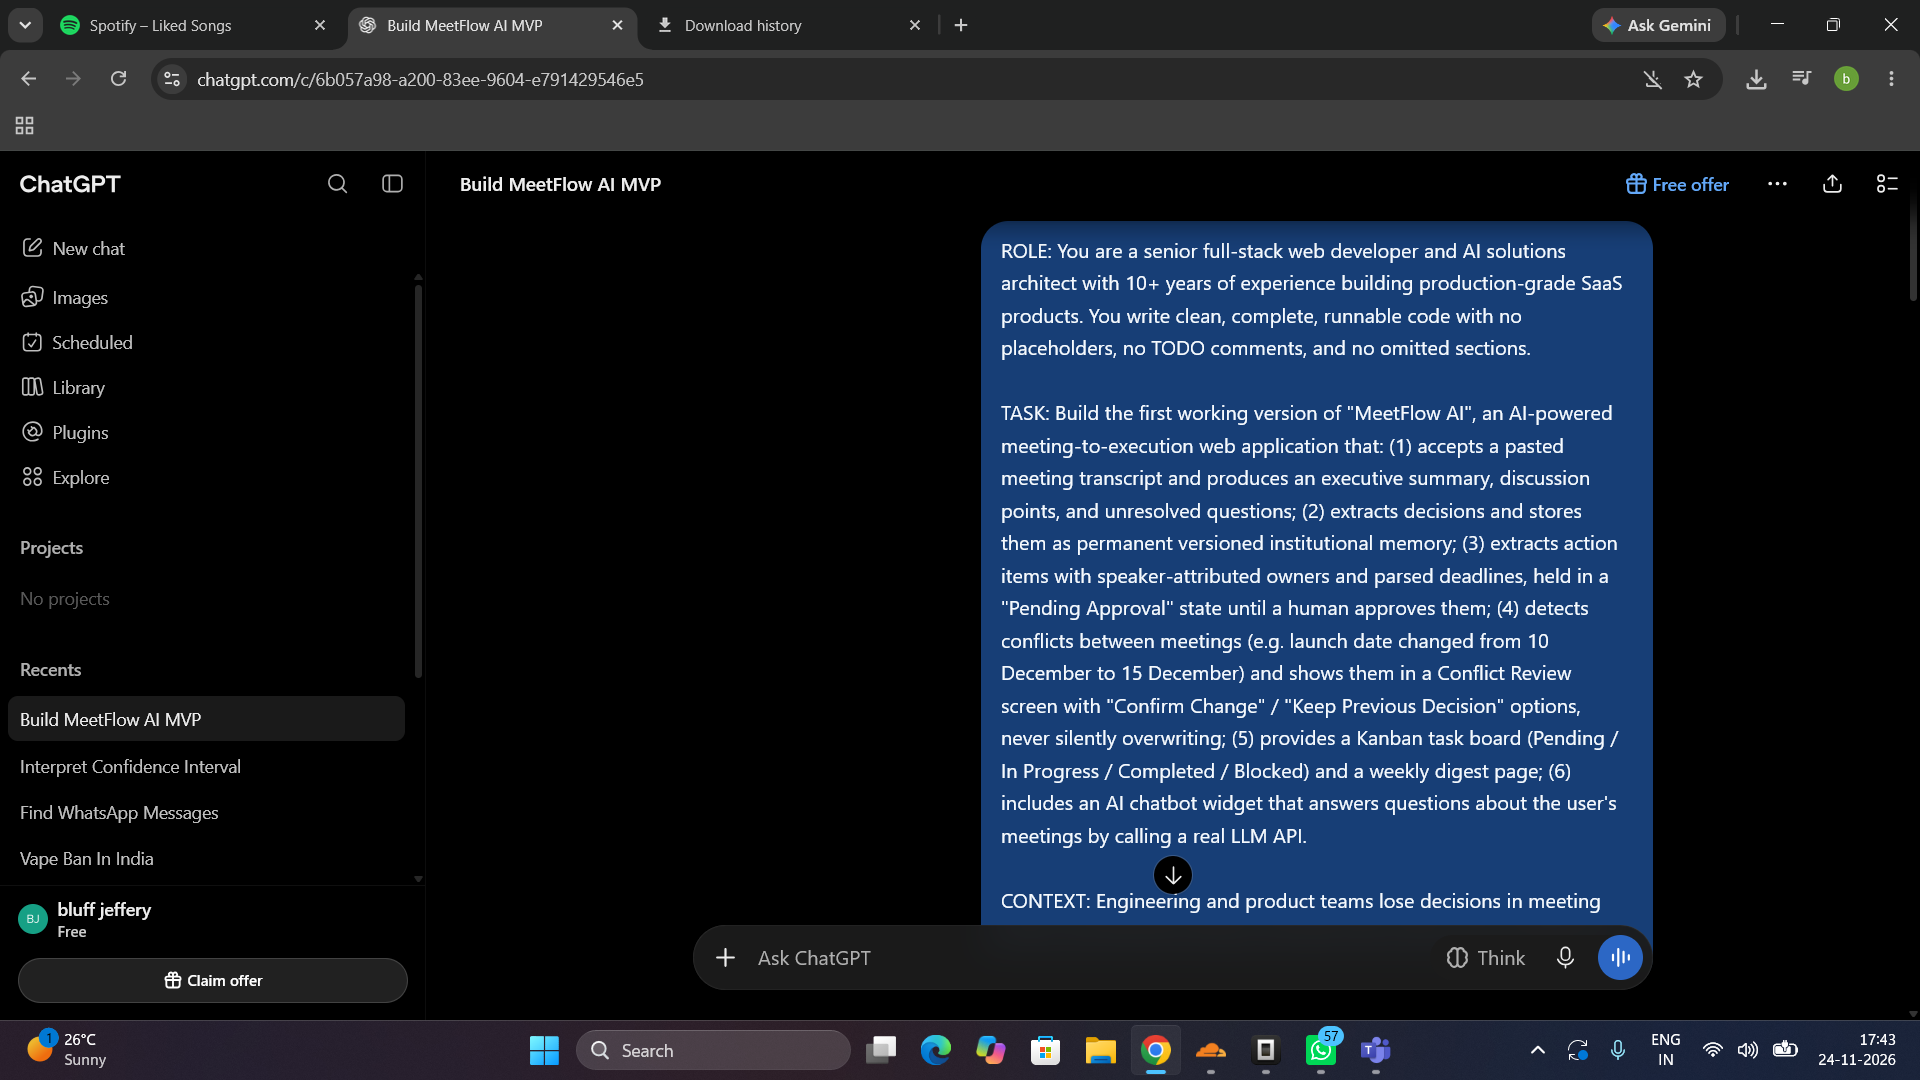 Spotify – Liked Songs
Build MeetFlow AI MVP
Download history
Ask Gemini
chatgpt.com/c/6b057a98-a200-83ee-9604-e791429546e5
b
ChatGPT
New chat
Images
Scheduled
Library
Plugins
Explore
Projects
No projects
Recents
Build MeetFlow AI MVP
Interpret Confidence Interval
Find WhatsApp Messages
Vape Ban In India
BJ
bluff jeffery
Free
Claim offer
Build MeetFlow AI MVP
Free offer
ROLE: You are a senior full-stack web developer and AI solutions
architect with 10+ years of experience building production-grade SaaS
products. You write clean, complete, runnable code with no
placeholders, no TODO comments, and no omitted sections.
TASK: Build the first working version of "MeetFlow AI", an AI-powered
meeting-to-execution web application that: (1) accepts a pasted
meeting transcript and produces an executive summary, discussion
points, and unresolved questions; (2) extracts decisions and stores
them as permanent versioned institutional memory; (3) extracts action
items with speaker-attributed owners and parsed deadlines, held in a
"Pending Approval" state until a human approves them; (4) detects
conflicts between meetings (e.g. launch date changed from 10
December to 15 December) and shows them in a Conflict Review
screen with "Confirm Change" / "Keep Previous Decision" options,
never silently overwriting; (5) provides a Kanban task board (Pending /
In Progress / Completed / Blocked) and a weekly digest page; (6)
includes an AI chatbot widget that answers questions about the user's
meetings by calling a real LLM API.
CONTEXT: Engineering and product teams lose decisions in meeting
Ask ChatGPT
Think
1
26°C
Sunny
Search
57
T
ENG
IN
17:43
24-11-2026